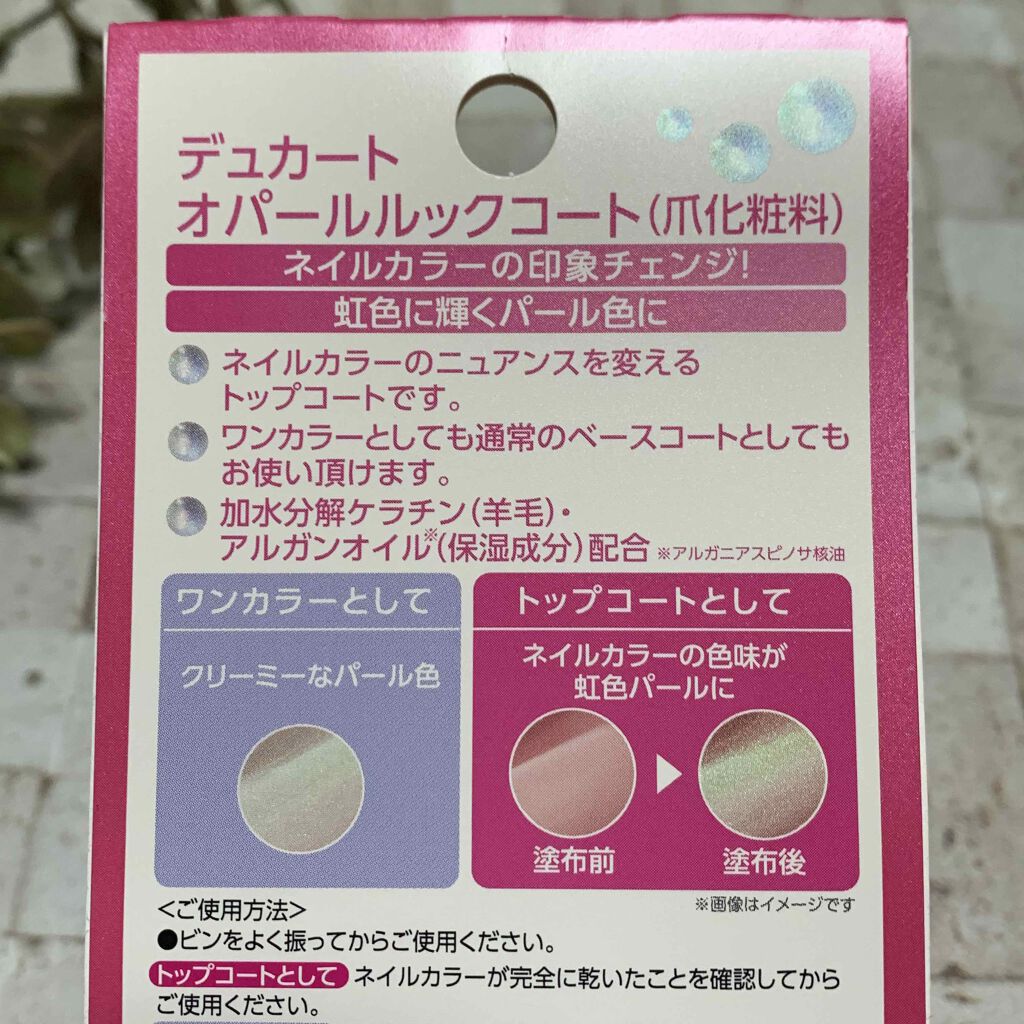 デュカート
オパールルックコート(爪化粧料)
ネイルカラーの印象チェンジ!
虹色に輝くパール色に
ネイルカラーのニュアンスを変える
トップコートです。
ワンカラーとしても通常のベースコートとしても
お使い頂けます。
加水分解ケラチン(羊毛)・
アルガンオイル※(保湿成分)配合 ※アルガニアスピノサ核油
ワンカラーとして
クリーミーなパール色
トップコートとして
ネイルカラーの色味が
虹色パールに
塗布前
塗布後
※画像はイメージです
<ご使用方法>
●ビンをよく振ってからご使用ください。
トップコートとして ネイルカラーが完全に乾いたことを確認してから
ご使用ください。